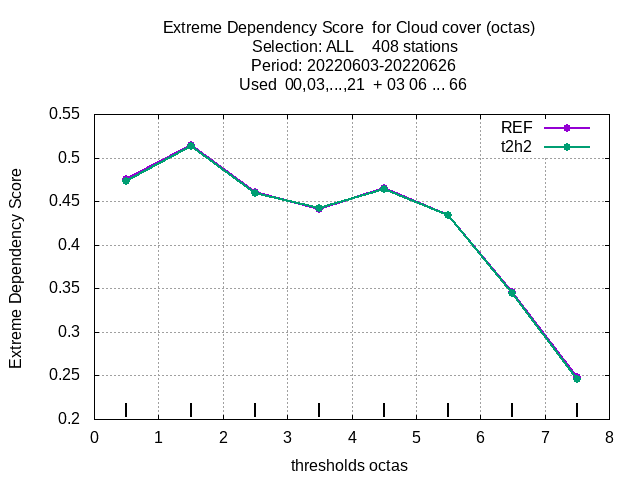 Extreme Dependency Score  for Cloud cover (octas)
Selection: ALL    408 stations
Period: 20220603-20220626
Used  00,03,...,21  + 03 06 ... 66
REF
t2h2
Extreme Dependency Score
0.55
0.5
0.45
0.4
0.35
0.3
0.25
0.2
0 1 2 3 4 5 6 7 8
thresholds octas